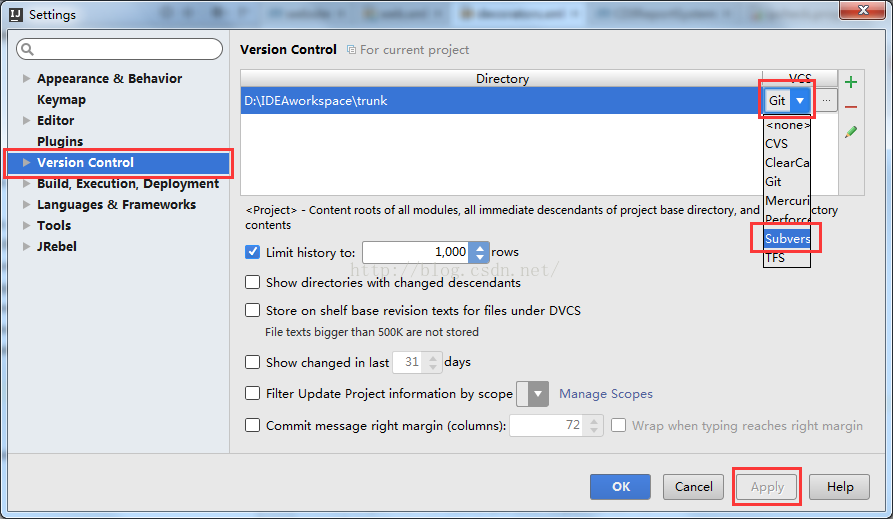 IJ Settings
Version Control For current project
Appearance & Behavior
Keymap
Editor
Plugins
Version Control
Build, Execution, Deployment
Languages & Frameworks
Tools
JRebel
Directory VCS
D:\IDEAworkspace\trunk Git ...
<none>
CVS
ClearCa
Git
Mercuri
Perforce
Subvers
TFS
<Project> - Content roots of all modules, all immediate descendants of project base directory, and
contents
Limit history to: 1,000 rows
http://blog.csdn.net/
Show directories with changed descendants
Store on shelf base revision texts for files under DVCS
File texts bigger than 500K are not stored
Show changed in last 31 days
Filter Update Project information by scope Manage Scopes
Commit message right margin (columns): 72 Wrap when typing reaches right margin
OK Cancel Apply Help